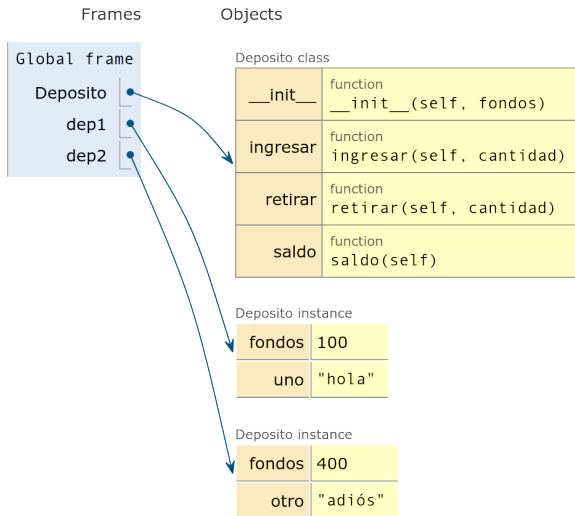 Frames Objects
Global frame
Deposito
dep1
dep2
Deposito class
__init__ function
__init__(self, fondos)
ingresar function
ingresar(self, cantidad)
retirar function
retirar(self, cantidad)
saldo function
saldo(self)
Deposito instance
fondos 100
uno "hola"
Deposito instance
fondos 400
otro "adiós"